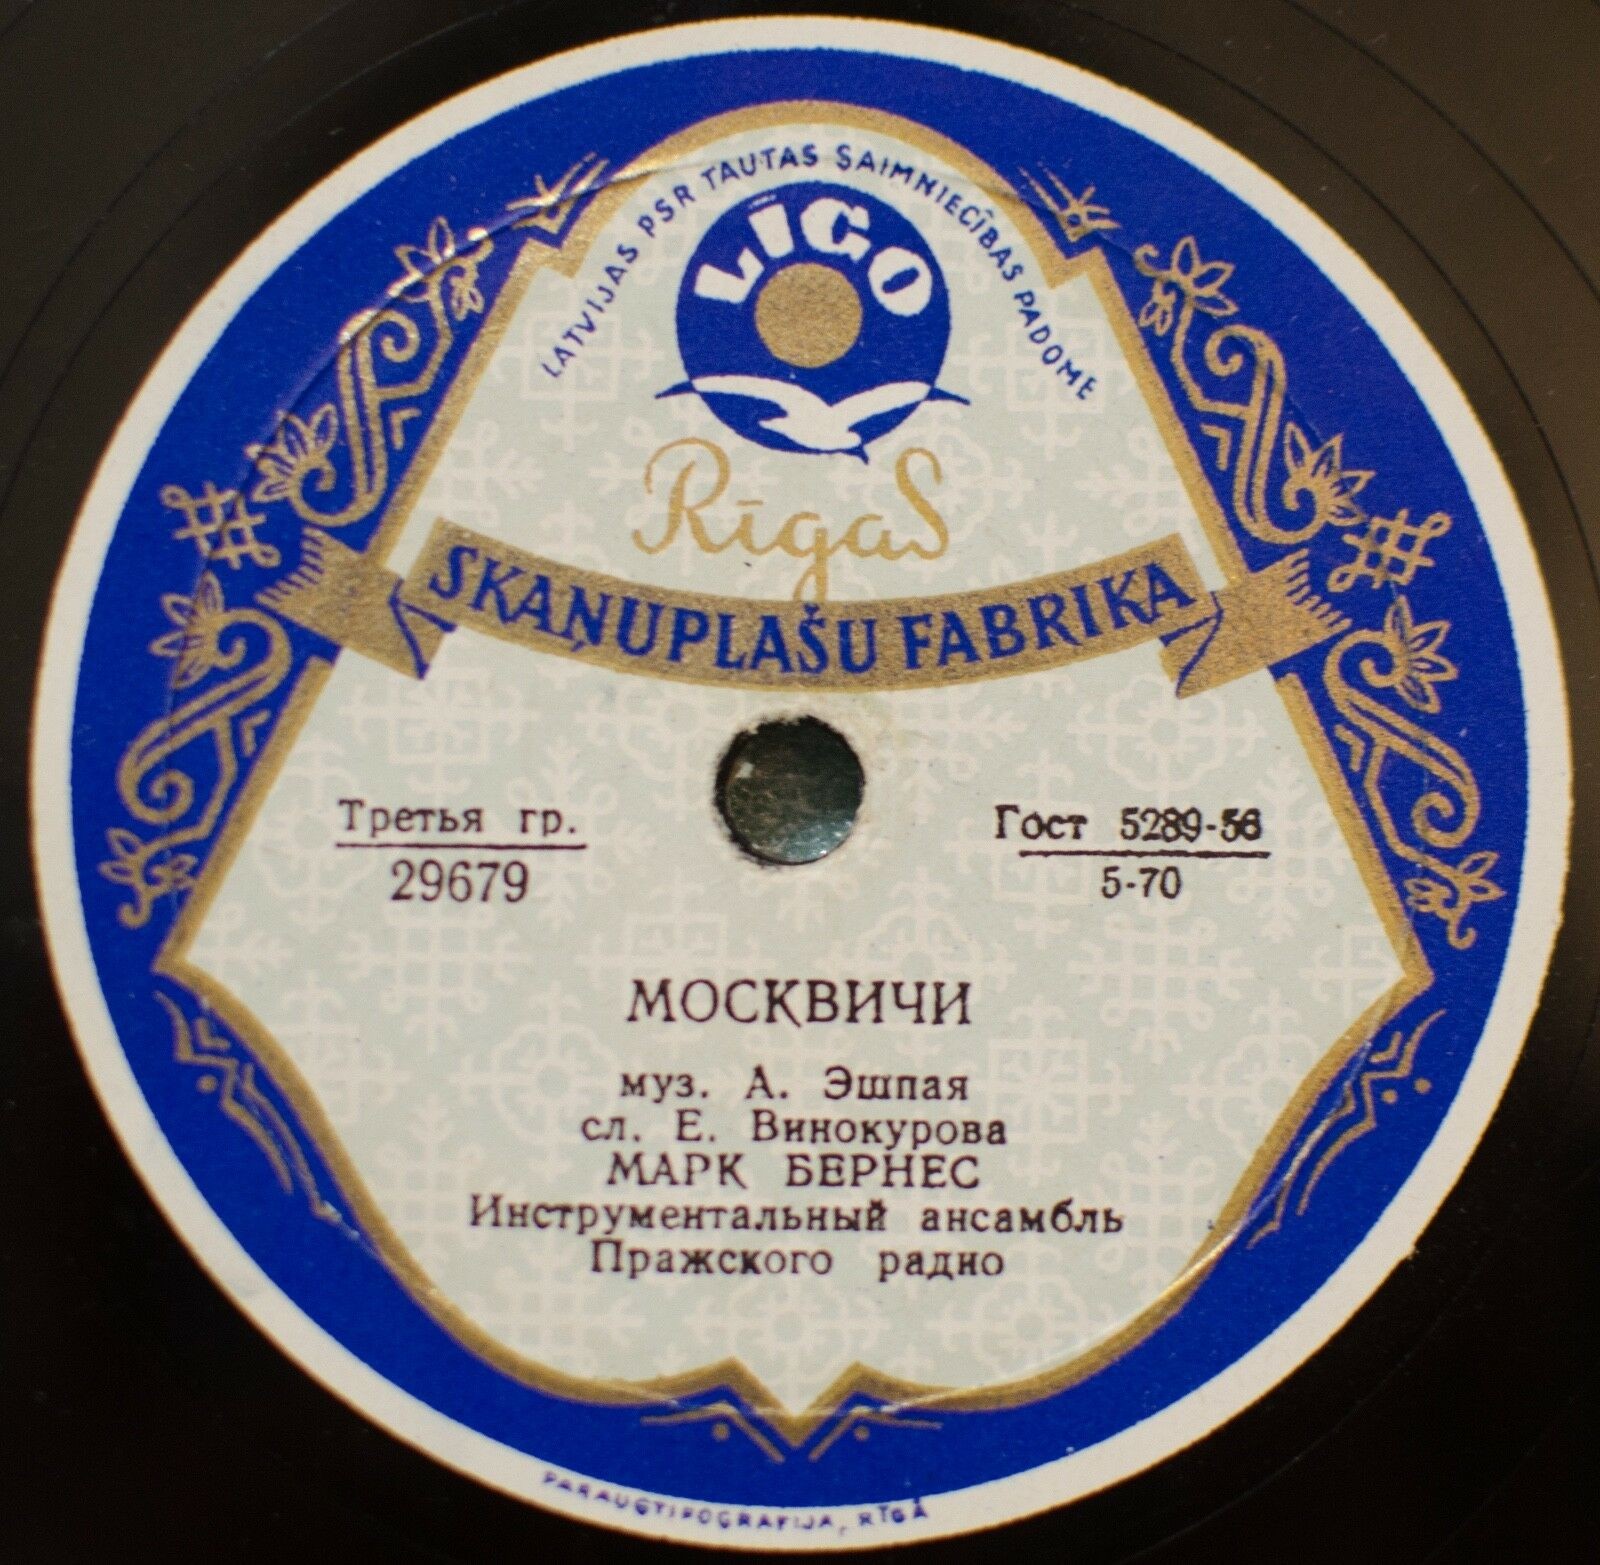 LATVIJAS PSR TAUTAS SAIMNIECĪBAS PADOME
LĪGO
Rīgas
SKAŅUPLAŠU FABRIKA
Третья гр.
29679
Гост 5289-56
5-70
МОСКВИЧИ
муз. А. Эшпая
сл. Е. Винокурова
МАРК БЕРНЕС
Инструментальный ансамбль
Пражского радио
PARAUGTIPOGRAFIJA, RĪGĀ